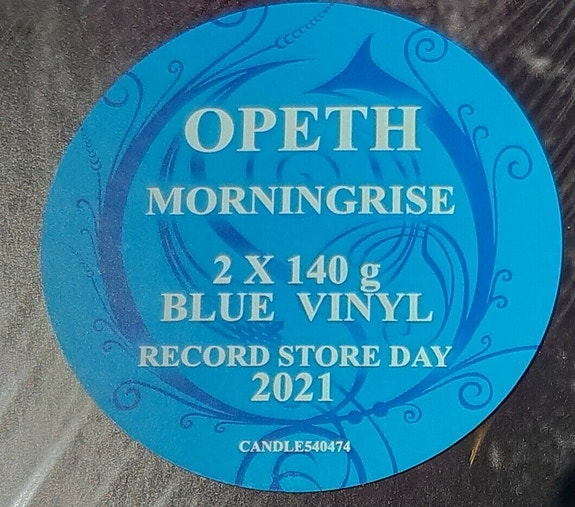 OPETH
MORNINGRISE
2 X 140 g
BLUE VINYL
RECORD STORE DAY
2021
CANDLE540474